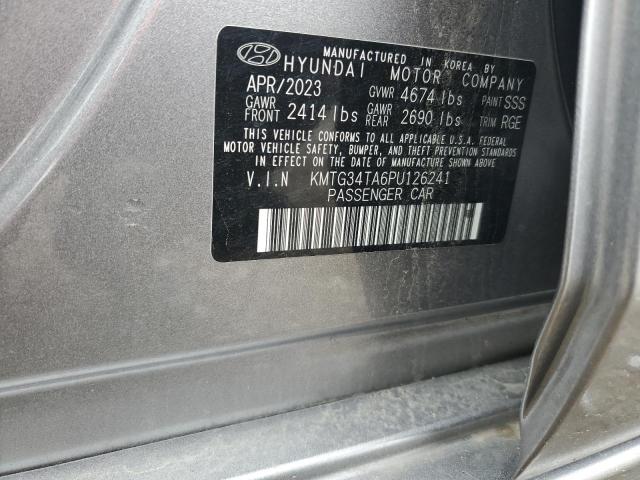 MANUFACTURED IN KOREA BY
HYUNDAI MOTOR COMPANY
APR/2023 GVWR 4674 lbs PAINT SSS
GAWR FRONT 2414 lbs GAWR REAR 2690 lbs TRIM RGE
THIS VEHICLE CONFORMS TO ALL APPLICABLE U.S.A. FEDERAL
MOTOR VEHICLE SAFETY, BUMPER, AND THEFT PREVENTION STANDARDS
IN EFFECT ON THE DATE OF MANUFACTURE SHOWN ABOVE.
V.I.N KMTG34TA6PU126241
PASSENGER CAR